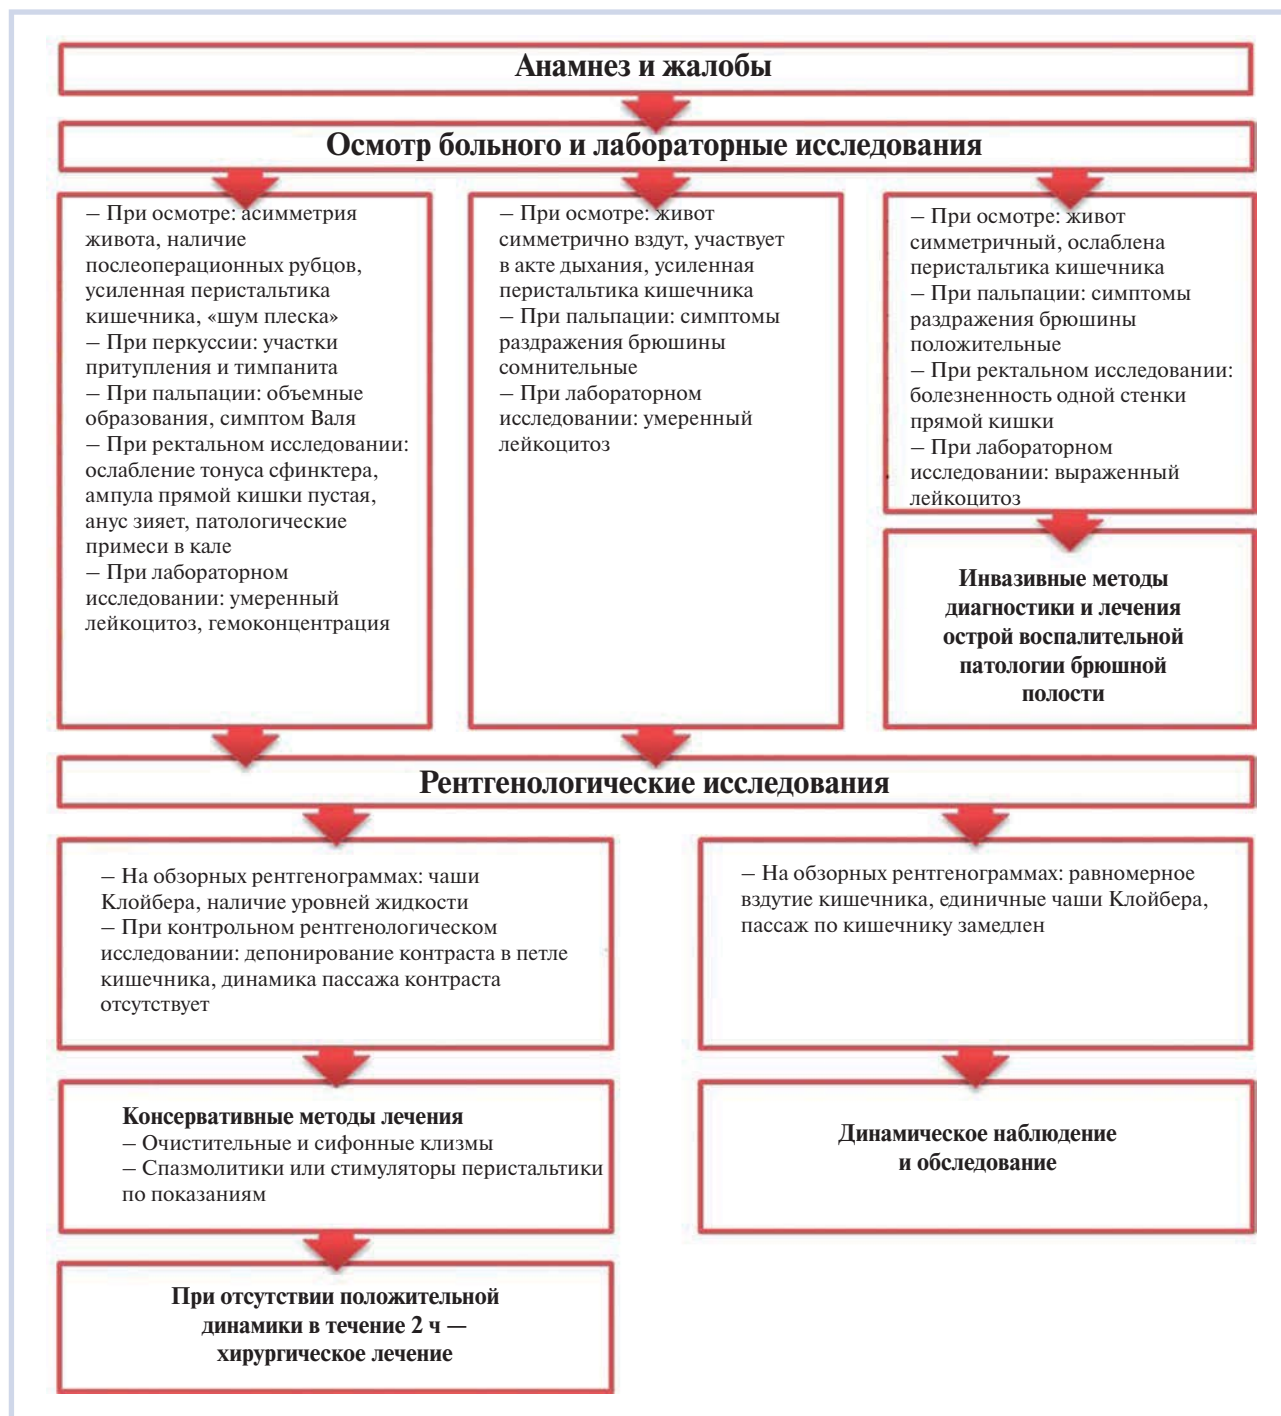 Анамнез и жалобы
Осмотр больного и лабораторные исследования
– При осмотре: асимметрия
живота, наличие
послеоперационных рубцов,
усиленная перистальтика
кишечника, «шум плеска»
– При перкуссии: участки
притупления и тимпанита
– При пальпации: объемные
образования, симптом Валя
– При ректальном исследовании:
ослабление тонуса сфинктера,
ампула прямой кишки пустая,
анус зияет, патологические
примеси в кале
– При лабораторном
исследовании: умеренный
лейкоцитоз, гемоконцентрация
– При осмотре: живот
симметрично вздут, участвует
в акте дыхания, усиленная
перистальтика кишечника
– При пальпации: симптомы
раздражения брюшины
сомнительные
– При лабораторном
исследовании: умеренный
лейкоцитоз
– При осмотре: живот
симметричный, ослаблена
перистальтика кишечника
– При пальпации: симптомы
раздражения брюшины
положительные
– При ректальном исследовании:
болезненность одной стенки
прямой кишки
– При лабораторном
исследовании: выраженный
лейкоцитоз
Инвазивные методы
диагностики и лечения
острой воспалительной
патологии брюшной
полости
Рентгенологические исследования
– На обзорных рентгенограммах: чаши
Клойбера, наличие уровней жидкости
– При контрольном рентгенологическом
исследовании: депонирование контраста в петле
кишечника, динамика пассажа контраста
отсутствует
– На обзорных рентгенограммах: равномерное
вздутие кишечника, единичные чаши Клойбера,
пассаж по кишечнику замедлен
Консервативные методы лечения
– Очистительные и сифонные клизмы
– Спазмолитики или стимуляторы перистальтики
по показаниям
Динамическое наблюдение
и обследование
При отсутствии положительной
динамики в течение 2 ч —
хирургическое лечение